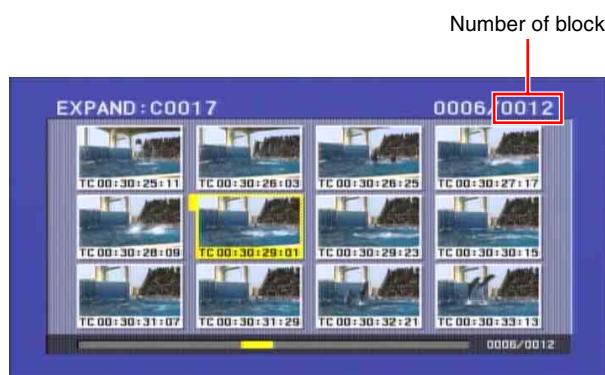 Number of block
EXPAND:C0017 0006/0012
TC 00:30:25:11 TC 00:30:26:03 TC 00:30:26:25 TC 00:30:27:17
TC 00:30:28:09 TC 00:30:29:01 TC 00:30:29:23 TC 00:30:30:15
TC 00:30:31:07 TC 00:30:31:29 TC 00:30:32:21 TC 00:30:33:13
0006/0012